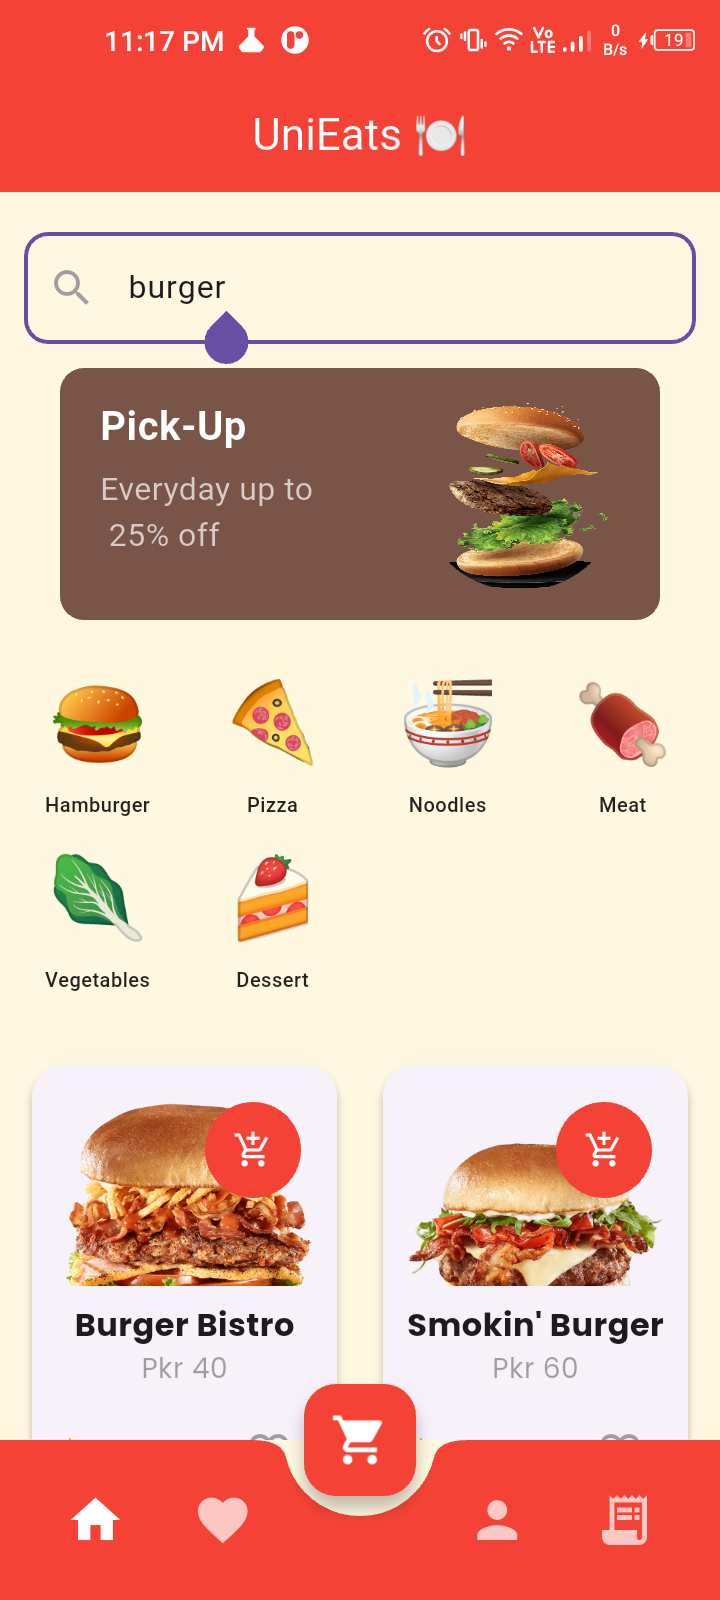 11:17 PM Vo LTE 0 B/s 19
UniEats 🍽️
burger
Pick-Up
Everyday up to
25% off
Hamburger Pizza Noodles Meat
Vegetables Dessert
Burger Bistro Smokin' Burger
Pkr 40 Pkr 60